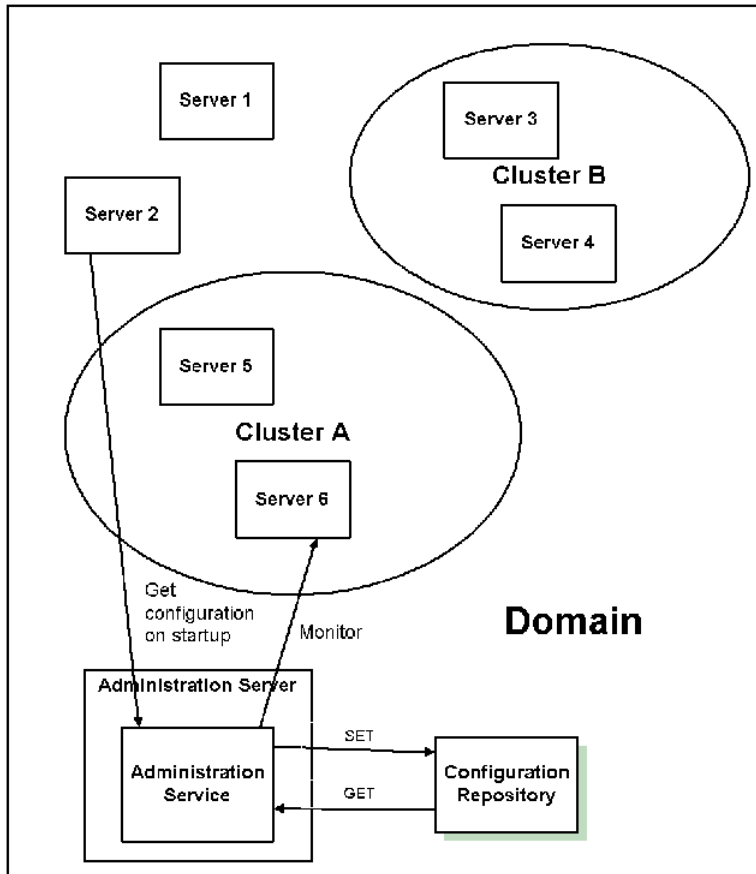 Server 1
Server 3
Cluster B
Server 2
Server 4
Server 5
Cluster A
Server 6
Get
configuration
on startup
Monitor
Domain
Administration Server
SET
Administration
Service
Configuration
Repository
GET